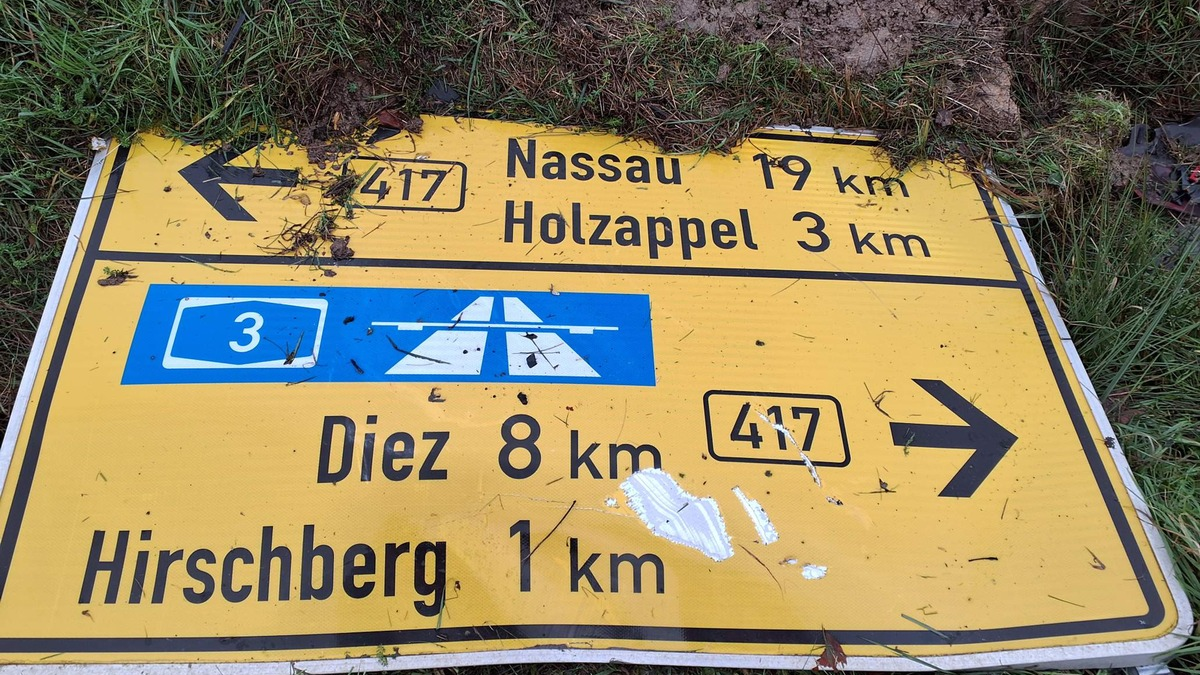 417 Nassau 19 km
Holzappel 3 km
3
Diez 8 km 417
Hirschberg 1 km